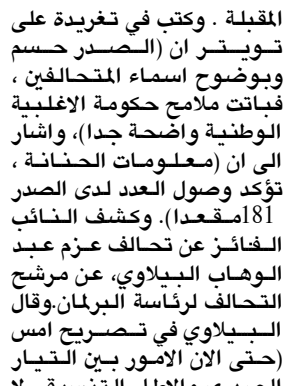 المقبلة . وكتب في تغريدة على
تويتر ان (الصدر حسم
وبوضوح اسماء المتحالفين ،
فباتت ملامح حكومة الاغلبية
الوطنية واضحة جدا)، واشار
الى ان (معلومات الحنانة ،
تؤكد وصول العدد لدى الصدر
181مقعدا). وكشف النائب
الفائز عن تحالف عزم عبد
الوهاب البيلاوي، عن مرشح
التحالف لرئاسة البرلمان.وقال
البيلاوي في تصريح امس
(حتى الان الامور بين التيار